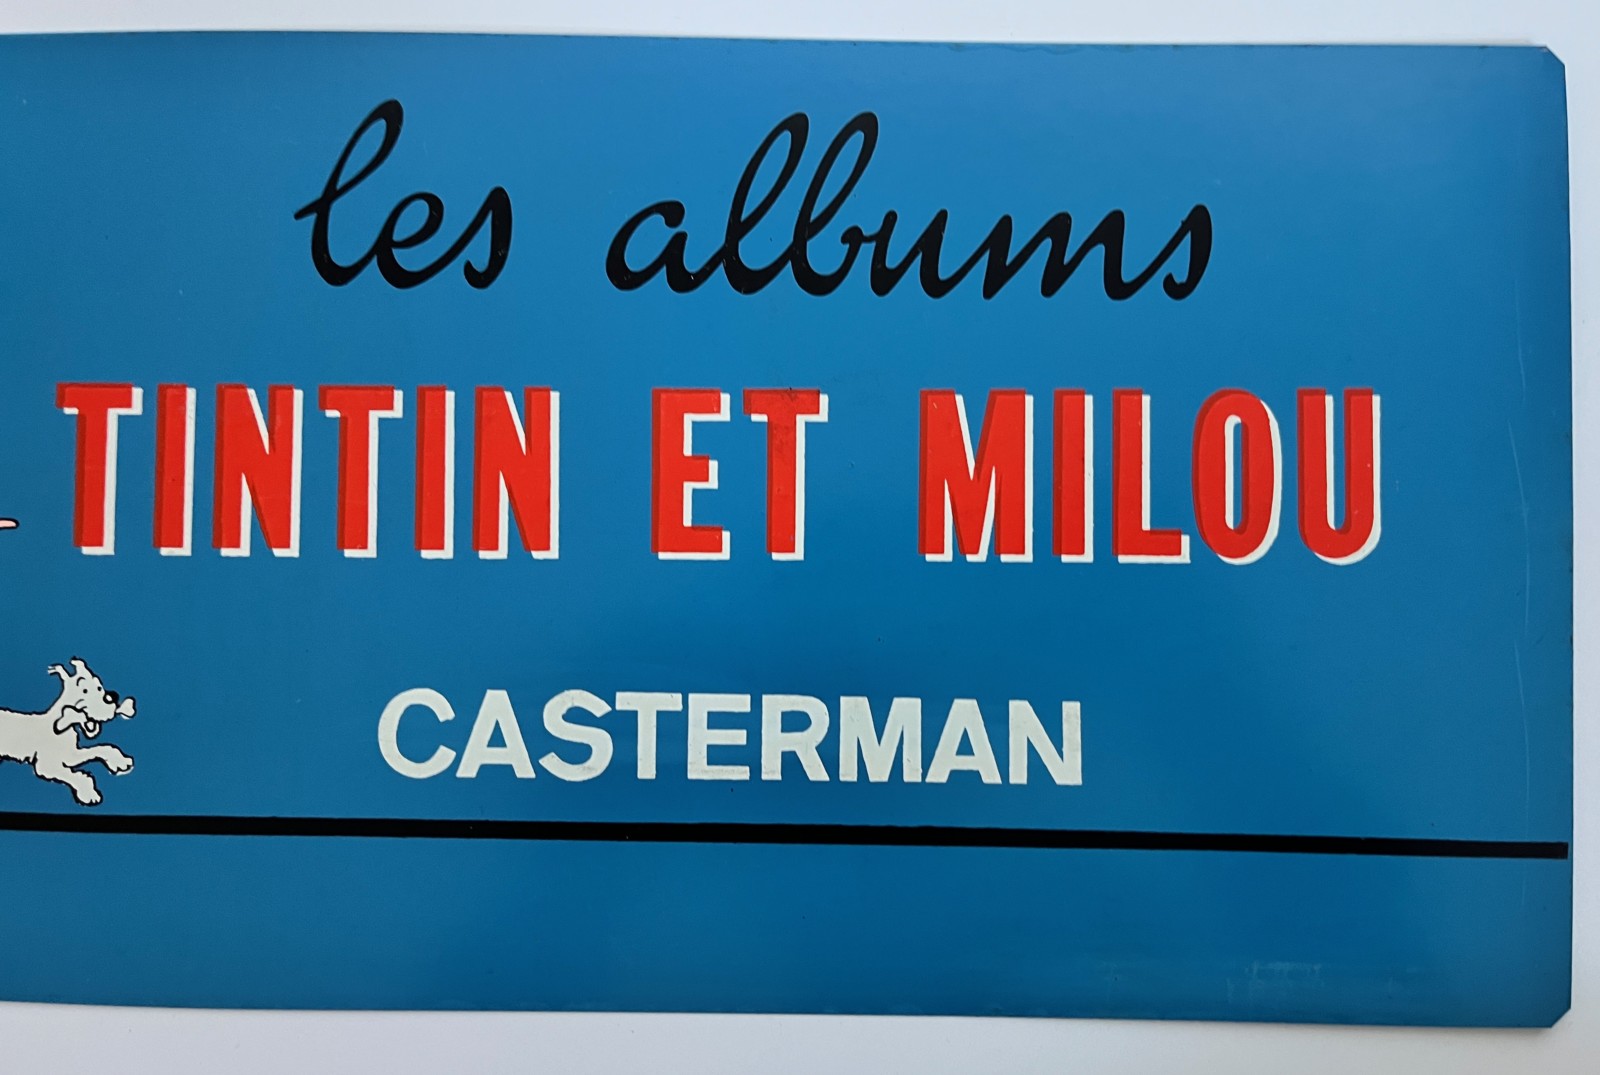 les albums
TINTIN ET MILOU
CASTERMAN